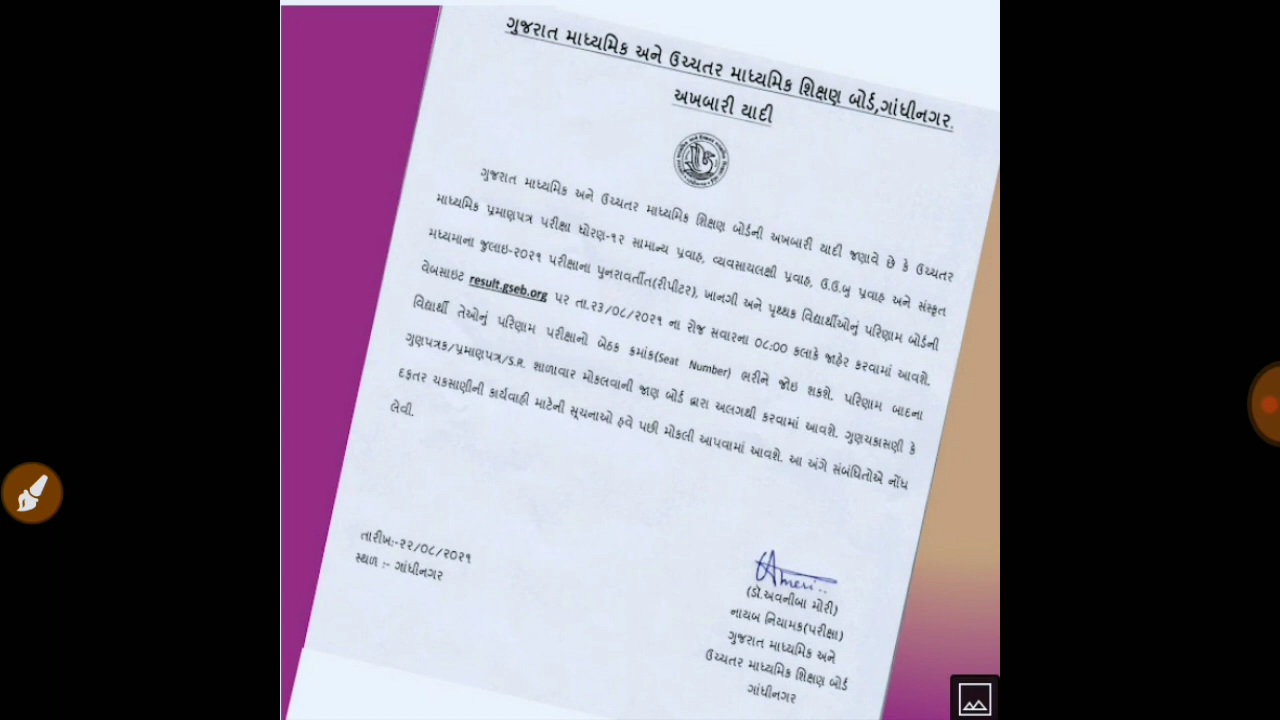 ગુજરાત માધ્યમિક અને ઉચ્ચતર માધ્યમિક શિક્ષણ બોર્ડ,ગાંધીનગર.
અખબારી યાદી
ગુજરાત માધ્યમિક અને ઉચ્ચતર માધ્યમિક શિક્ષણ બોર્ડની અખબારી યાદી જણાવે છે કે ઉચ્ચતર
માધ્યમિક પ્રમાણપત્ર પરીક્ષા ધોરણ-૧૨ સામાન્ય પ્રવાહ, વ્યવસાયલક્ષી પ્રવાહ, ઉ.ઉ.બુ પ્રવાહ અને સંસ્કૃત
મધ્યમાના જુલાઇ-૨૦૨૧ પરીક્ષાના પુનરાવર્તીત(રીપીટર), ખાનગી અને પૃથ્થક વિદ્યાર્થીઓનું પરિણામ બોર્ડની
વેબસાઇટ result.gseb.org પર તા.૨૩/૦૮/૨૦૨૧ ના રોજ સવારના ૦૮:૦૦ કલાકે જાહેર કરવામાં આવશે.
વિદ્યાર્થી તેઓનું પરિણામ પરીક્ષાનો બેઠક ક્રમાંક(Seat Number) ભરીને જોઇ શકશે. પરિણામ બાદના
ગુણપત્રક/પ્રમાણપત્ર/S.R. શાળાવાર મોકલવાની જાણ બોર્ડ દ્વારા અલગથી કરવામાં આવશે. ગુણચકાસણી કે
દફતર ચકસાણીની કાર્યવાહી માટેની સૂચનાઓ હવે પછી મોકલી આપવામાં આવશે. આ અંગે સંબંધિતોએ નોંધ
લેવી.
તારીખ:-૨૨/૦૮/૨૦૨૧
સ્થળ :- ગાંધીનગર
(ડૉ.અવનીબા મોરી)
નાયબ નિયામક(પરીક્ષા)
ગુજરાત માધ્યમિક અને
ઉચ્ચતર માધ્યમિક શિક્ષણ બોર્ડ
ગાંધીનગર